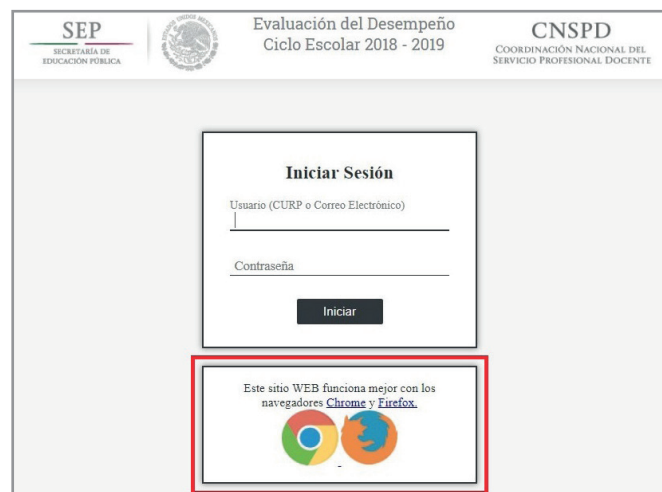 SEP
SECRETARÍA DE
EDUCACIÓN PÚBLICA
Evaluación del Desempeño
Ciclo Escolar 2018 - 2019
CNSPD
COORDINACIÓN NACIONAL DEL
SERVICIO PROFESIONAL DOCENTE
Iniciar Sesión
Usuario (CURP o Correo Electrónico)
Contraseña
Iniciar
Este sitio WEB funciona mejor con los
navegadores Chrome y Firefox.